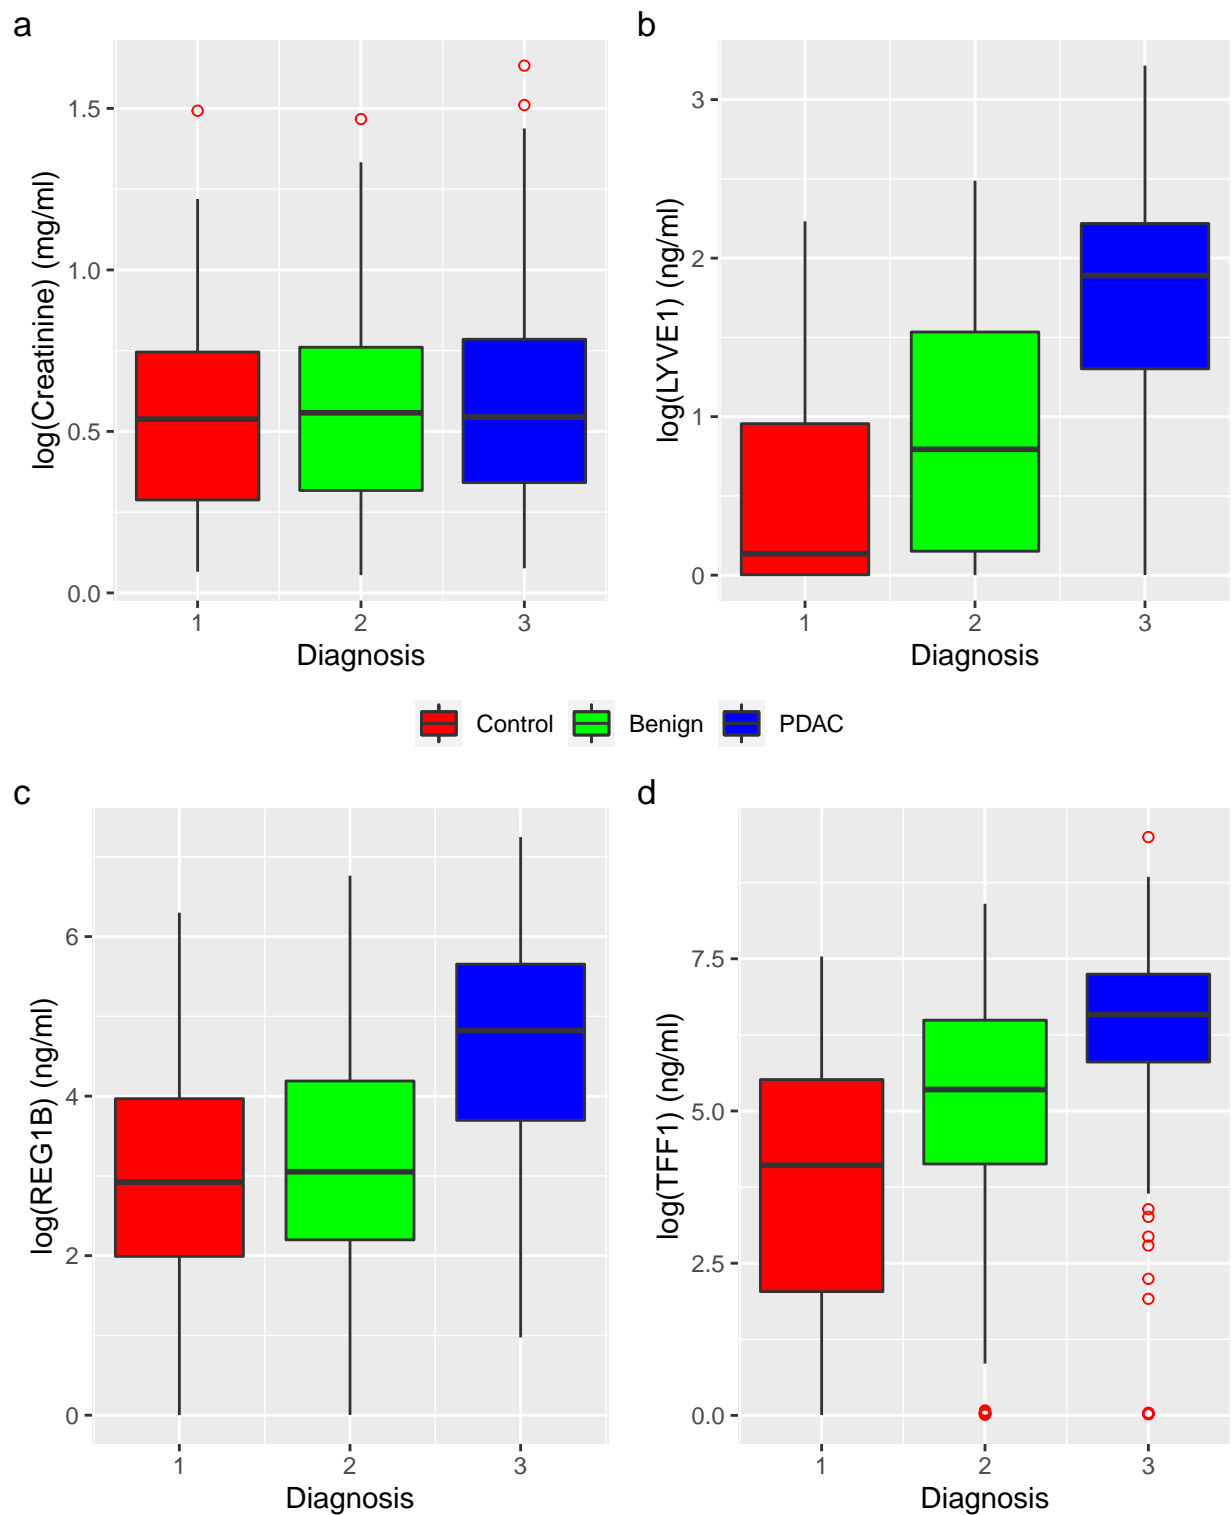 a
log(Creatinine) (mg/ml)
1.5
1.0
0.5
0.0
1 2 3
Diagnosis
b
log(LYVE1) (ng/ml)
3
2
1
0
1 2 3
Diagnosis
Control Benign PDAC
c
log(REG1B) (ng/ml)
6
4
2
0
1 2 3
Diagnosis
d
log(TFF1) (ng/ml)
7.5
5.0
2.5
0.0
1 2 3
Diagnosis